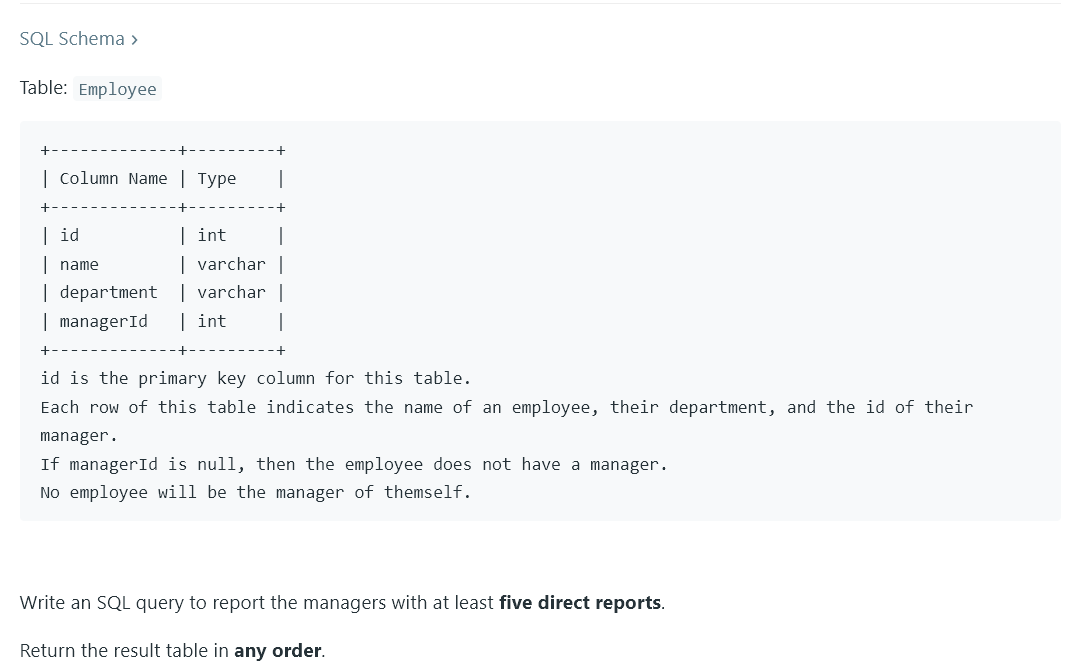 SQL Schema ›
Table: Employee
+-------------+---------+
| Column Name | Type    |
+-------------+---------+
| id          | int     |
| name        | varchar |
| department  | varchar |
| managerId   | int     |
+-------------+---------+
id is the primary key column for this table.
Each row of this table indicates the name of an employee, their department, and the id of their
manager.
If managerId is null, then the employee does not have a manager.
No employee will be the manager of themself.
Write an SQL query to report the managers with at least five direct reports.
Return the result table in any order.